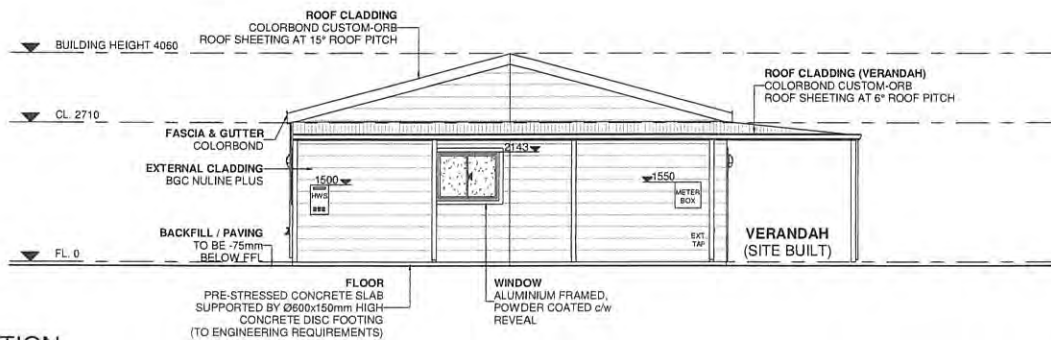 ROOF CLADDING
COLORBOND CUSTOM-ORB
ROOF SHEETING AT 15° ROOF PITCH
BUILDING HEIGHT 4060
ROOF CLADDING (VERANDAH)
COLORBOND CUSTOM-ORB
ROOF SHEETING AT 6° ROOF PITCH
CL. 2710
FASCIA & GUTTER
COLORBOND
2143
EXTERNAL CLADDING
BGC NULINE PLUS
1500
1550
HWS
METER
BOX
BACKFILL / PAVING
TO BE -75mm
BELOW FFL
EXT.
TAP
VERANDAH
(SITE BUILT)
FL. 0
FLOOR
PRE-STRESSED CONCRETE SLAB
SUPPORTED BY Ø600x150mm HIGH
CONCRETE DISC FOOTING
(TO ENGINEERING REQUIREMENTS)
WINDOW
ALUMINIUM FRAMED,
POWDER COATED c/w
REVEAL